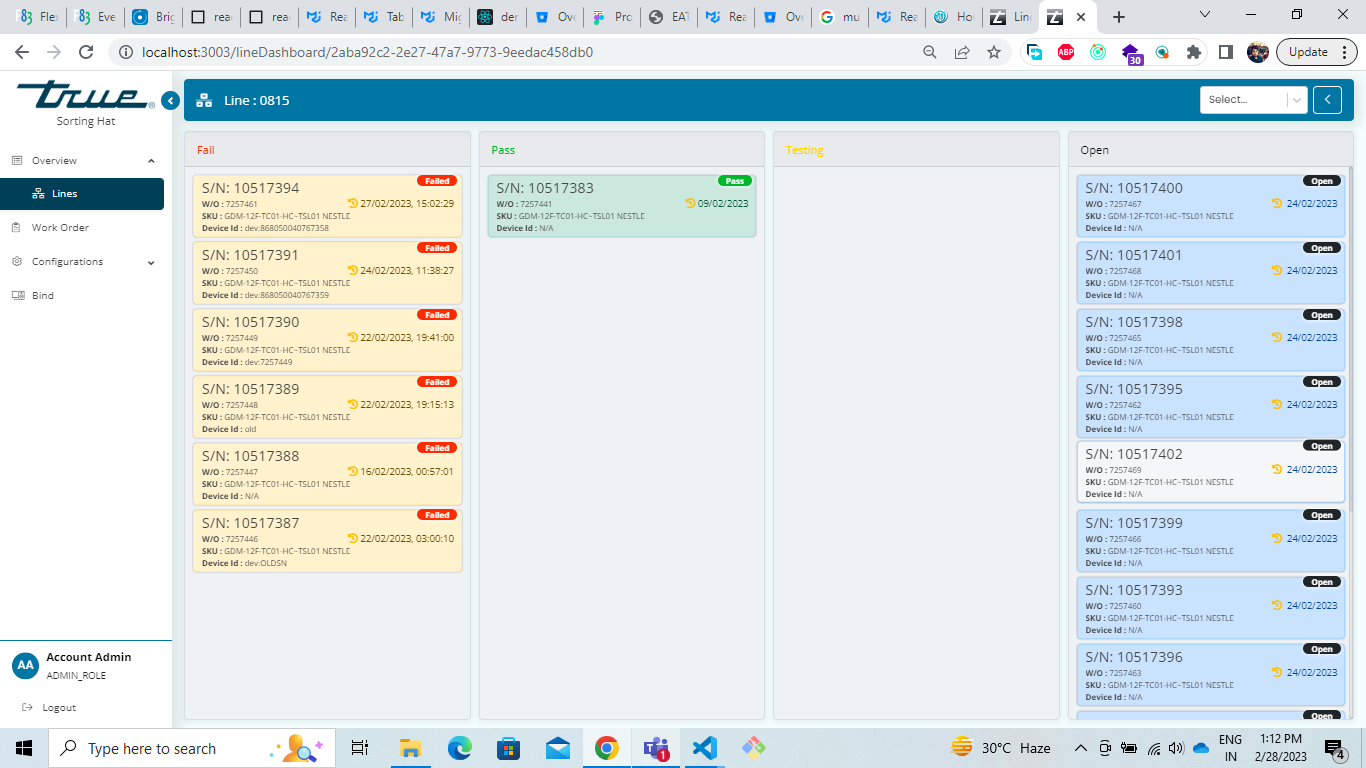 Flex
Eve
Brig
reac
reac
Rea
Tab
Mig
der
Ove
Pro
EAT
Rea
Ove
mu
Rea
Hov
Line
localhost:3003/lineDashboard/2aba92c2-2e27-47a7-9773-9eedac458db0
ABP
30
Update
true®
Sorting Hat
Overview
Lines
Work Order
Configurations
Bind
AA
Account Admin
ADMIN_ROLE
Logout
Line : 0815
Select...
Fail
Failed
S/N: 10517394
W/O : 7257461 27/02/2023, 15:02:29
SKU : GDM-12F-TC01-HC~TSL01 NESTLE
Device Id : dev:868050040767358
Failed
S/N: 10517391
W/O : 7257450 24/02/2023, 11:38:27
SKU : GDM-12F-TC01-HC~TSL01 NESTLE
Device Id : dev:868050040767359
Failed
S/N: 10517390
W/O : 7257449 22/02/2023, 19:41:00
SKU : GDM-12F-TC01-HC~TSL01 NESTLE
Device Id : dev:7257449
Failed
S/N: 10517389
W/O : 7257448 22/02/2023, 19:15:13
SKU : GDM-12F-TC01-HC~TSL01 NESTLE
Device Id : old
Failed
S/N: 10517388
W/O : 7257447 16/02/2023, 00:57:01
SKU : GDM-12F-TC01-HC~TSL01 NESTLE
Device Id : N/A
Failed
S/N: 10517387
W/O : 7257446 22/02/2023, 03:00:10
SKU : GDM-12F-TC01-HC~TSL01 NESTLE
Device Id : dev:OLDSN
Pass
Pass
S/N: 10517383
W/O : 7257441 09/02/2023
SKU : GDM-12F-TC01-HC~TSL01 NESTLE
Device Id : N/A
Testing
Open
Open
S/N: 10517400
W/O : 7257467 24/02/2023
SKU : GDM-12F-TC01-HC~TSL01 NESTLE
Device Id : N/A
Open
S/N: 10517401
W/O : 7257468 24/02/2023
SKU : GDM-12F-TC01-HC~TSL01 NESTLE
Device Id : N/A
Open
S/N: 10517398
W/O : 7257465 24/02/2023
SKU : GDM-12F-TC01-HC~TSL01 NESTLE
Device Id : N/A
Open
S/N: 10517395
W/O : 7257462 24/02/2023
SKU : GDM-12F-TC01-HC~TSL01 NESTLE
Device Id : N/A
Open
S/N: 10517402
W/O : 7257469 24/02/2023
SKU : GDM-12F-TC01-HC~TSL01 NESTLE
Device Id : N/A
Open
S/N: 10517399
W/O : 7257466 24/02/2023
SKU : GDM-12F-TC01-HC~TSL01 NESTLE
Device Id : N/A
Open
S/N: 10517393
W/O : 7257460 24/02/2023
SKU : GDM-12F-TC01-HC~TSL01 NESTLE
Device Id : N/A
Open
S/N: 10517396
W/O : 7257463 24/02/2023
SKU : GDM-12F-TC01-HC~TSL01 NESTLE
Device Id : N/A
Open
Type here to search
1
30°C Haze
ENG
IN
1:12 PM
2/28/2023
4